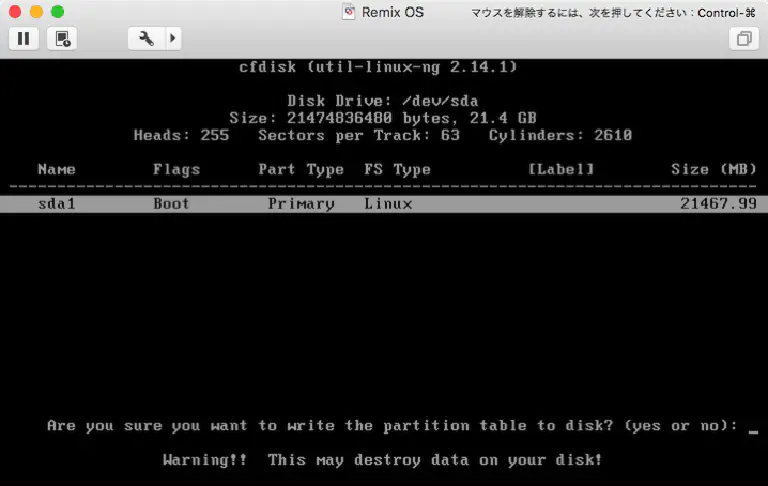 Remix OS マウスを解除するには、次を押してください：Control-⌘
cfdisk (util-linux-ng 2.14.1)
Disk Drive: /dev/sda
Size: 21474836480 bytes, 21.4 GB
Heads: 255 Sectors per Track: 63 Cylinders: 2610
Name Flags Part Type FS Type [Label] Size (MB)
sda1 Boot Primary Linux 21467.99
Are you sure you want to write the partition table to disk? (yes or no): _
Warning!! This may destroy data on your disk!